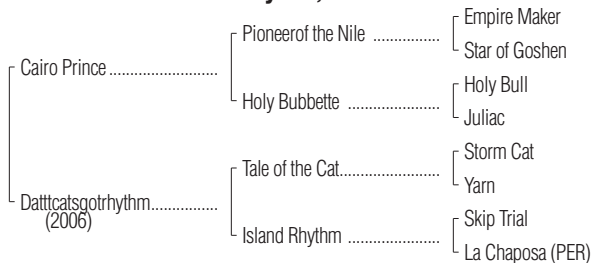 Empire Maker
Pioneerof the Nile ................
Star of Goshen
Cairo Prince ..........................
Holy Bull
Holy Bubbette ......................
Juliac
Storm Cat
Tale of the Cat........................
Yarn
Datttcatsgotrhythm................
(2006)
Skip Trial
Island Rhythm ......................
La Chaposa (PER)